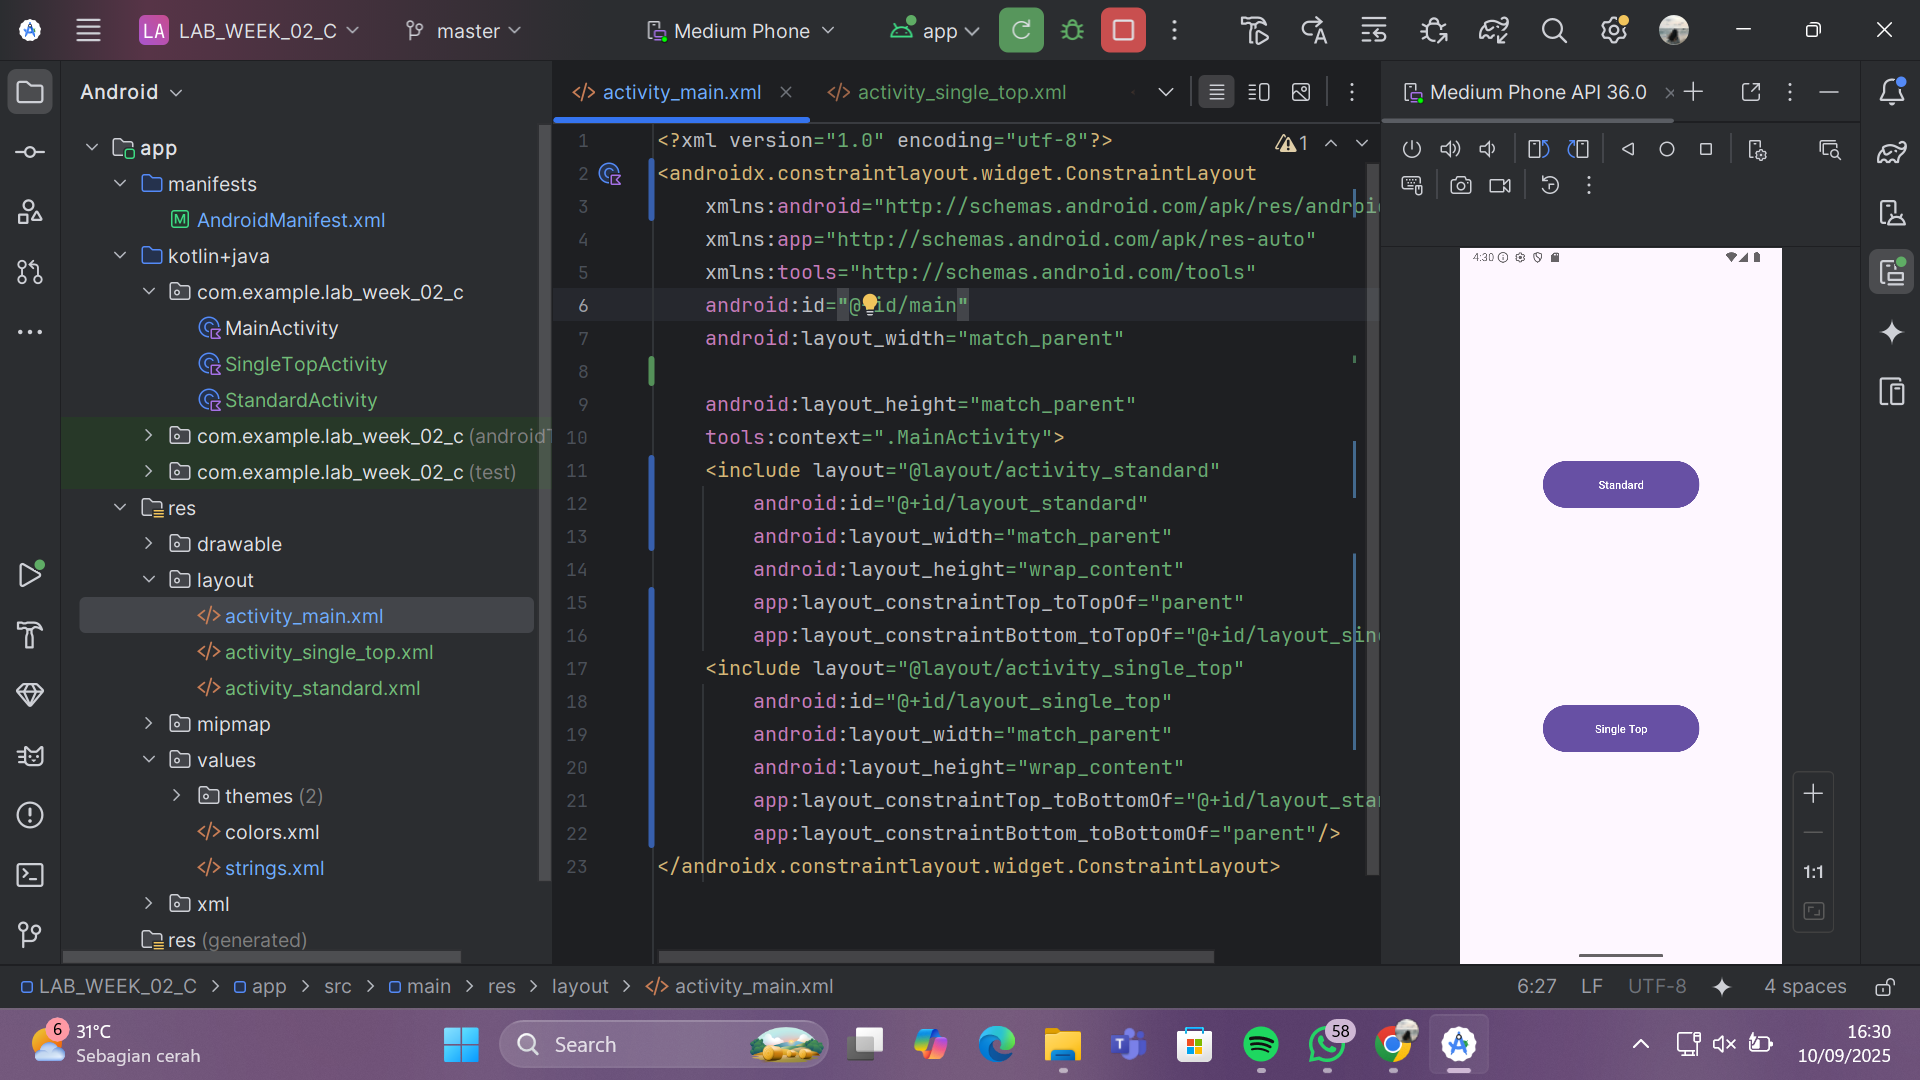 LA LAB_WEEK_02_C master Medium Phone app
Android
app
manifests
AndroidManifest.xml
kotlin+java
com.example.lab_week_02_c
MainActivity
SingleTopActivity
StandardActivity
com.example.lab_week_02_c (androidT
com.example.lab_week_02_c (test)
res
drawable
layout
activity_main.xml
activity_single_top.xml
activity_standard.xml
mipmap
values
themes (2)
colors.xml
strings.xml
xml
res (generated)
activity_main.xml activity_single_top.xml
1 <?xml version="1.0" encoding="utf-8"?>
1
2 <androidx.constraintlayout.widget.ConstraintLayout
3 xmlns:android="http://schemas.android.com/apk/res/androi
4 xmlns:app="http://schemas.android.com/apk/res-auto"
5 xmlns:tools="http://schemas.android.com/tools"
6 android:id="@+id/main"
7 android:layout_width="match_parent"
8
9 android:layout_height="match_parent"
10 tools:context=".MainActivity">
11 <include layout="@layout/activity_standard"
12 android:id="@+id/layout_standard"
13 android:layout_width="match_parent"
14 android:layout_height="wrap_content"
15 app:layout_constraintTop_toTopOf="parent"
16 app:layout_constraintBottom_toTopOf="@+id/layout_sin
17 <include layout="@layout/activity_single_top"
18 android:id="@+id/layout_single_top"
19 android:layout_width="match_parent"
20 android:layout_height="wrap_content"
21 app:layout_constraintTop_toBottomOf="@+id/layout_sta
22 app:layout_constraintBottom_toBottomOf="parent"/>
23 </androidx.constraintlayout.widget.ConstraintLayout>
Medium Phone API 36.0
4:30
Standard
Single Top
1:1
LAB_WEEK_02_C > app > src > main > res > layout > activity_main.xml
6:27 LF UTF-8 4 spaces
6
31°C
Sebagian cerah
Search
58
16:30
10/09/2025